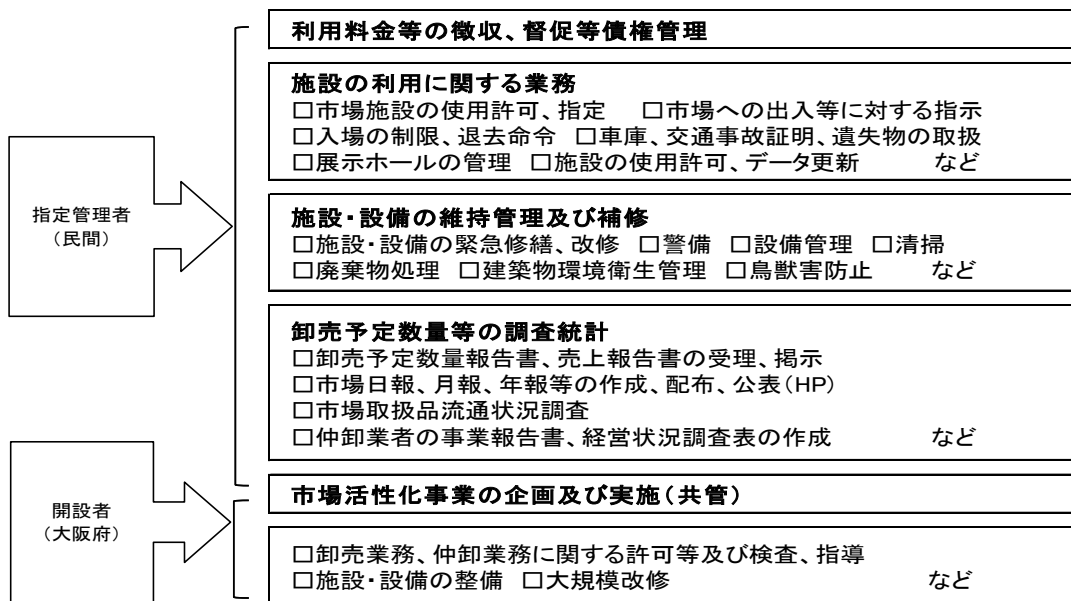 利用料金等の徴収、督促等債権管理
施設の利用に関する業務
□市場施設の使用許可、指定 □市場への出入等に対する指示
□入場の制限、退去命令 □車庫、交通事故証明、遺失物の取扱
□展示ホールの管理 □施設の使用許可、データ更新 など
指定管理者
（民間）
施設・設備の維持管理及び補修
□施設・設備の緊急修繕、改修 □警備 □設備管理 □清掃
□廃棄物処理 □建築物環境衛生管理 □鳥獣害防止 など
卸売予定数量等の調査統計
□卸売予定数量報告書、売上報告書の受理、掲示
□市場日報、月報、年報等の作成、配布、公表（HP）
□市場取扱品流通状況調査
□仲卸業者の事業報告書、経営状況調査表の作成 など
開設者
（大阪府）
市場活性化事業の企画及び実施（共管）
□卸売業務、仲卸業務に関する許可等及び検査、指導
□施設・設備の整備 □大規模改修 など